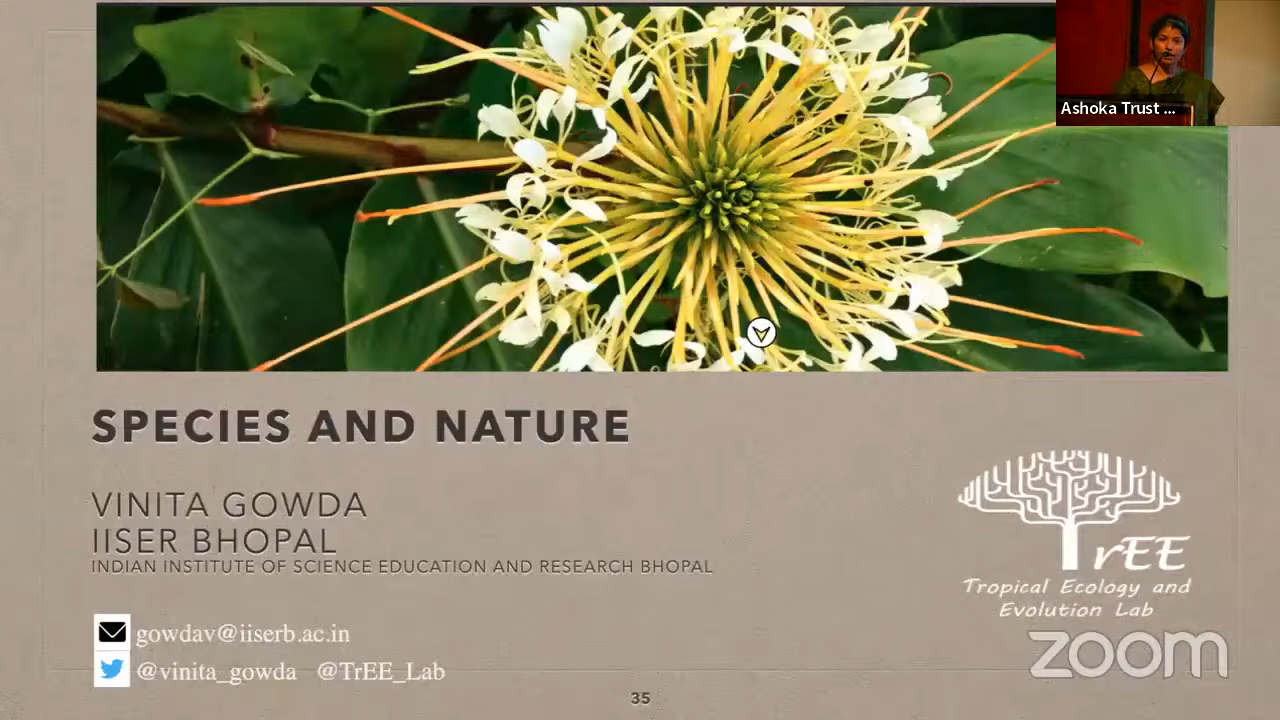 Ashoka Trust ...
SPECIES AND NATURE
VINITA GOWDA
IISER BHOPAL
INDIAN INSTITUTE OF SCIENCE EDUCATION AND RESEARCH BHOPAL
gowdav@iiserb.ac.in
@vinita_gowda @TrEE_Lab
TrEE
Tropical Ecology and
Evolution Lab
zoom
35